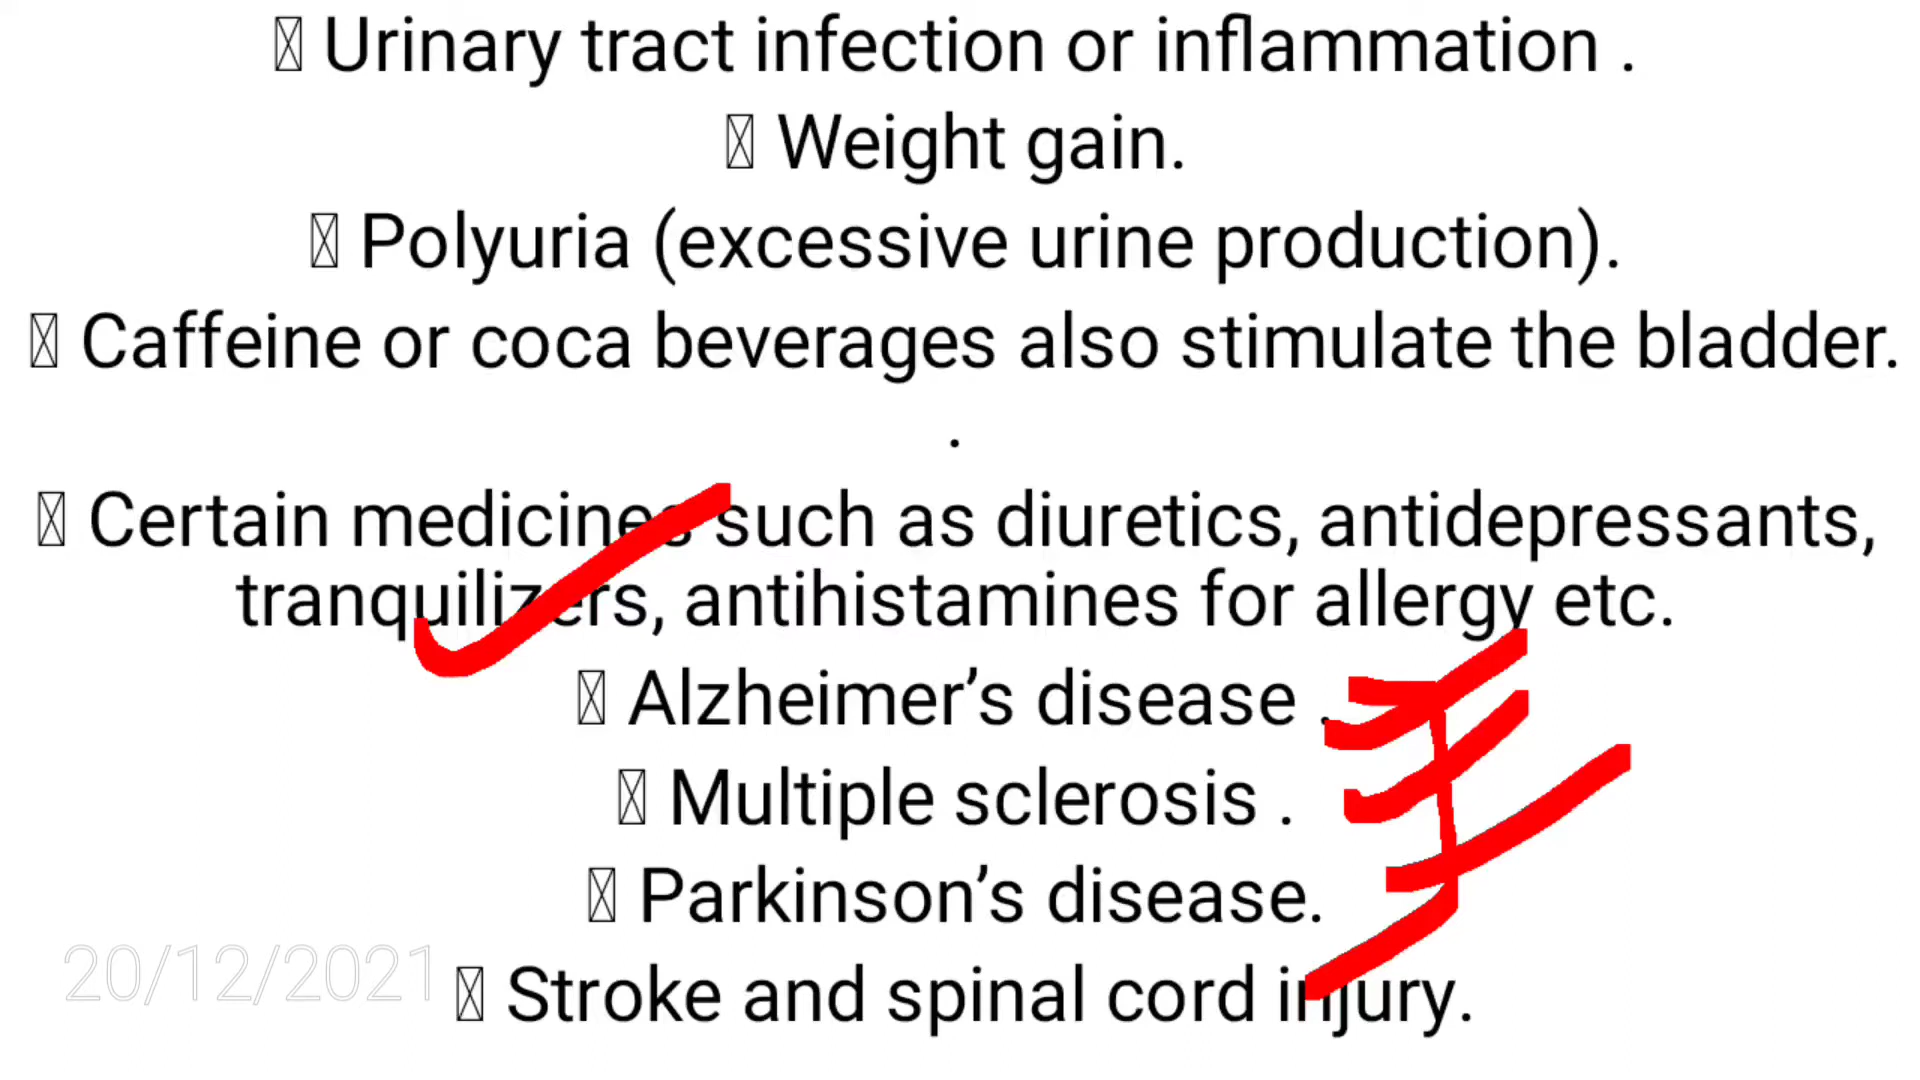 Urinary tract infection or inflammation .
Weight gain.
Polyuria (excessive urine production).
Caffeine or coca beverages also stimulate the bladder.
.
Certain medicines such as diuretics, antidepressants,
tranquilizers, antihistamines for allergy etc.
Alzheimer’s disease .
Multiple sclerosis .
Parkinson’s disease.
Stroke and spinal cord injury.
20/12/2021